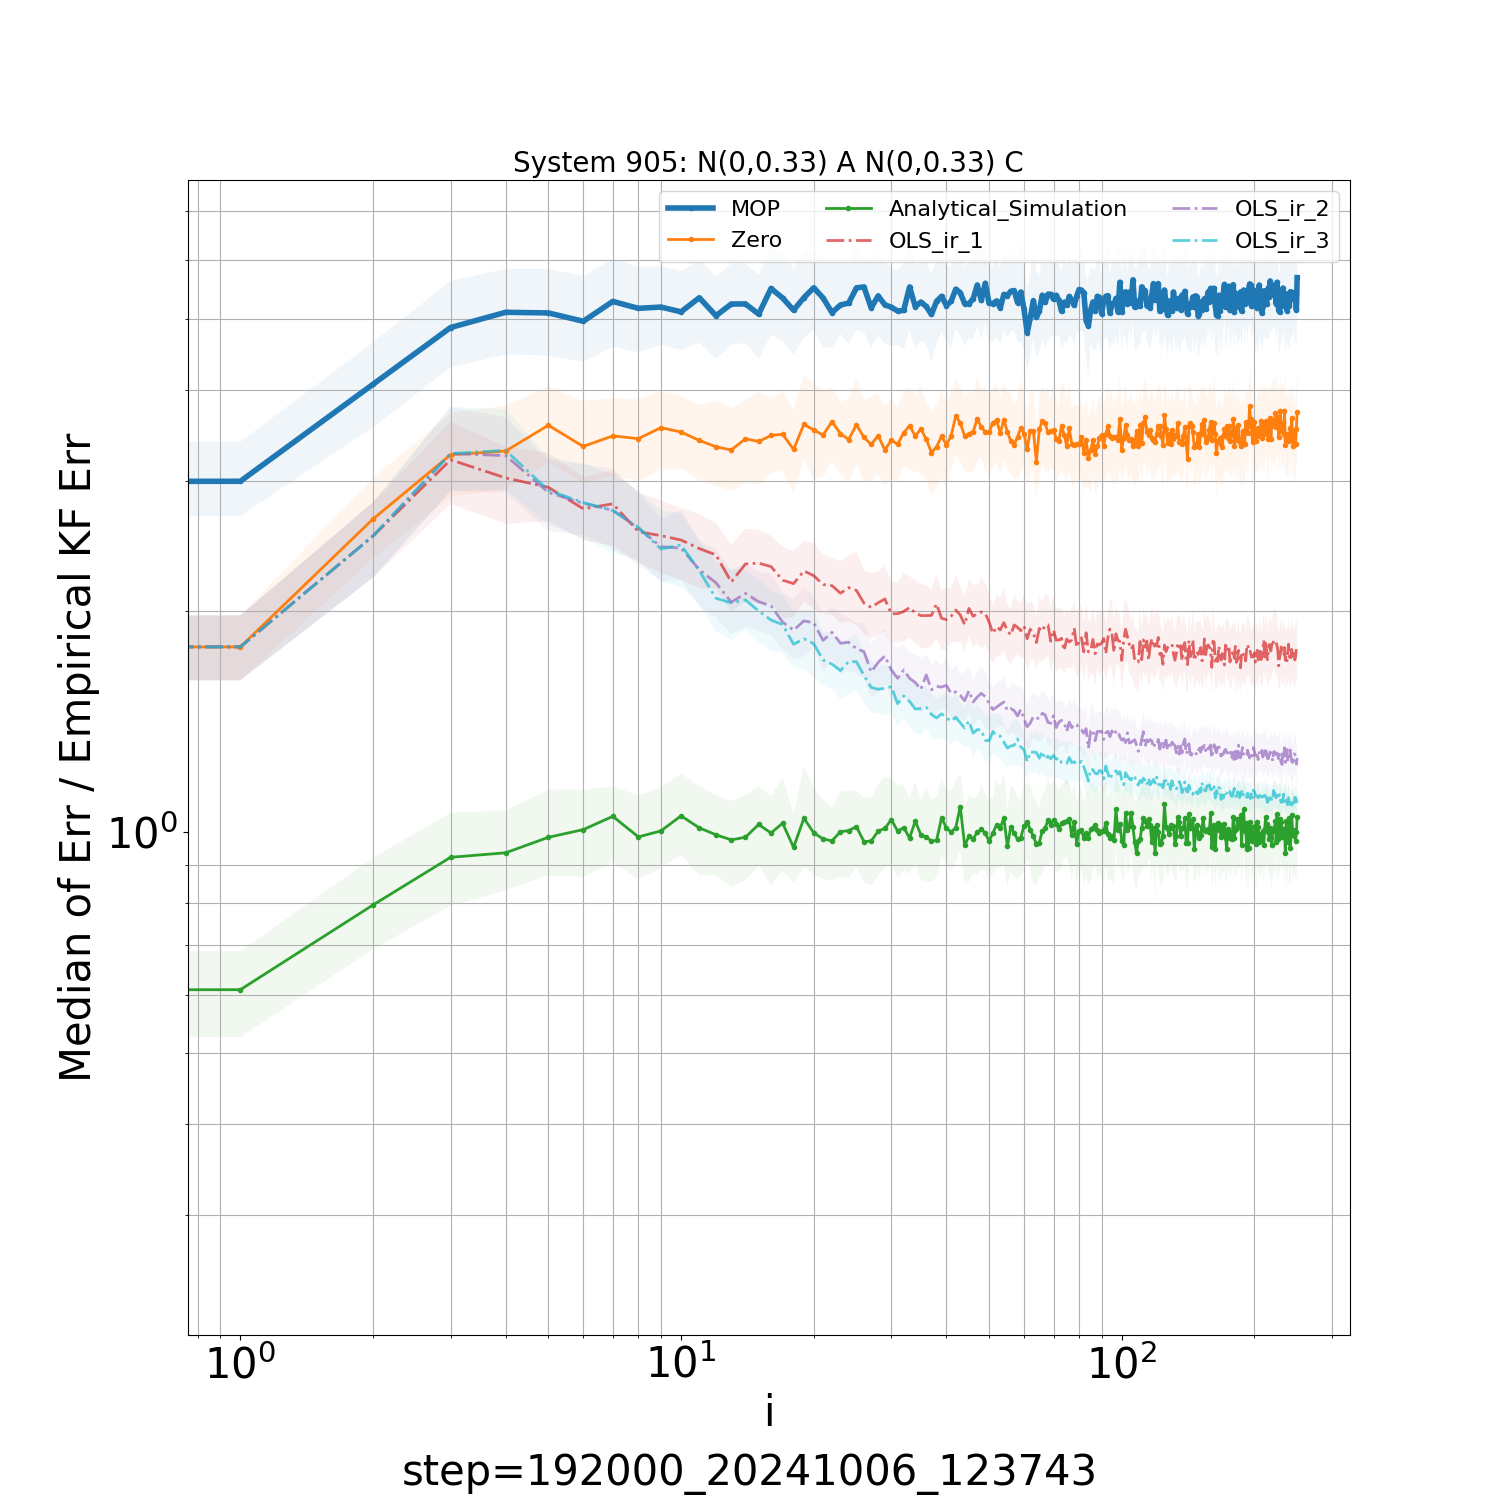 System 905: N(0,0.33) A N(0,0.33) C
MOP
Zero
Analytical_Simulation
OLS_ir_1
OLS_ir_2
OLS_ir_3
Median of Err / Empirical KF Err
10⁰
10⁰ 10¹ 10²
i
step=192000_20241006_123743